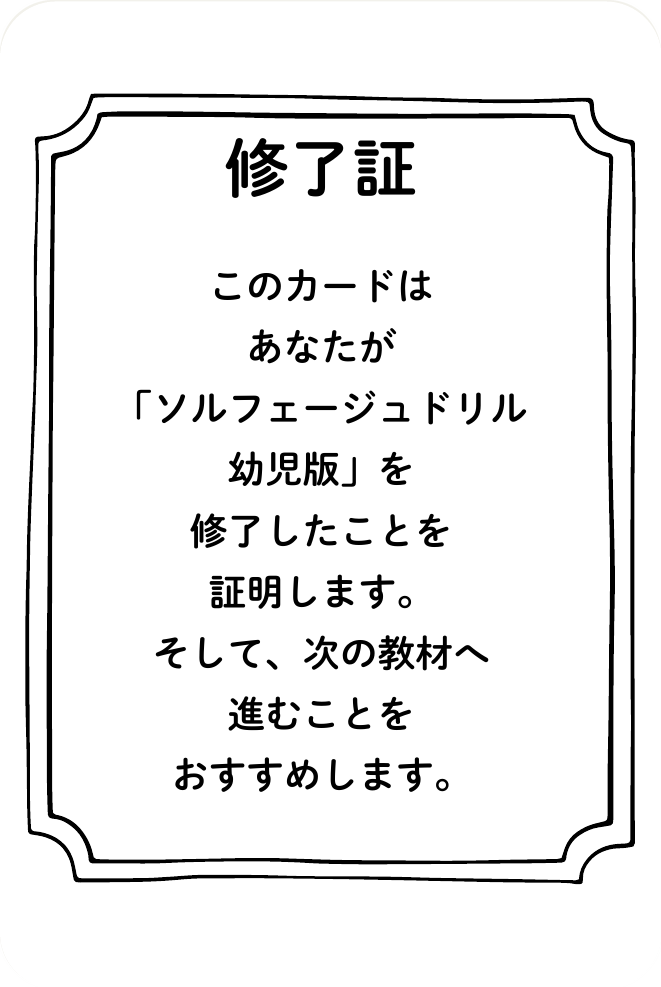 修了証
このカードは
あなたが
「ソルフェージュドリル
幼児版」を
修了したことを
証明します。
そして、次の教材へ
進むことを
おすすめします。